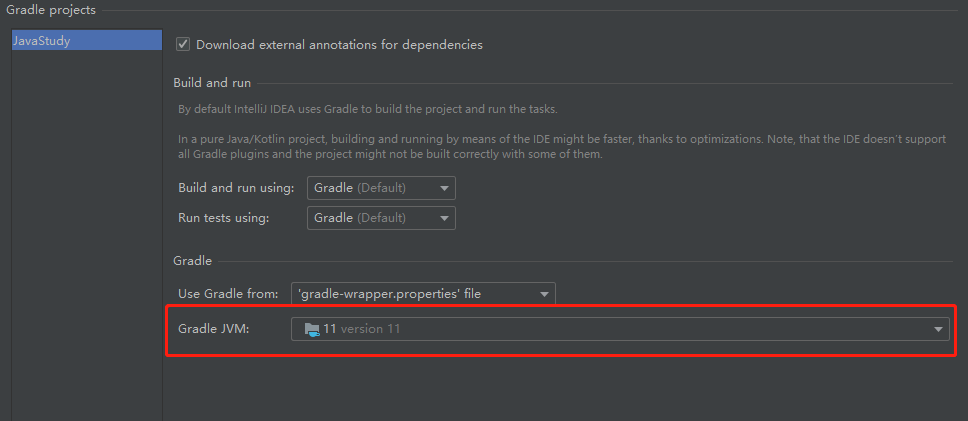 Gradle projects
JavaStudy
Download external annotations for dependencies
Build and run
By default IntelliJ IDEA uses Gradle to build the project and run the tasks.
In a pure Java/Kotlin project, building and running by means of the IDE might be faster, thanks to optimizations. Note, that the IDE doesn't support
all Gradle plugins and the project might not be built correctly with some of them.
Build and run using: Gradle (Default)
Run tests using: Gradle (Default)
Gradle
Use Gradle from: 'gradle-wrapper.properties' file
Gradle JVM: 11 version 11